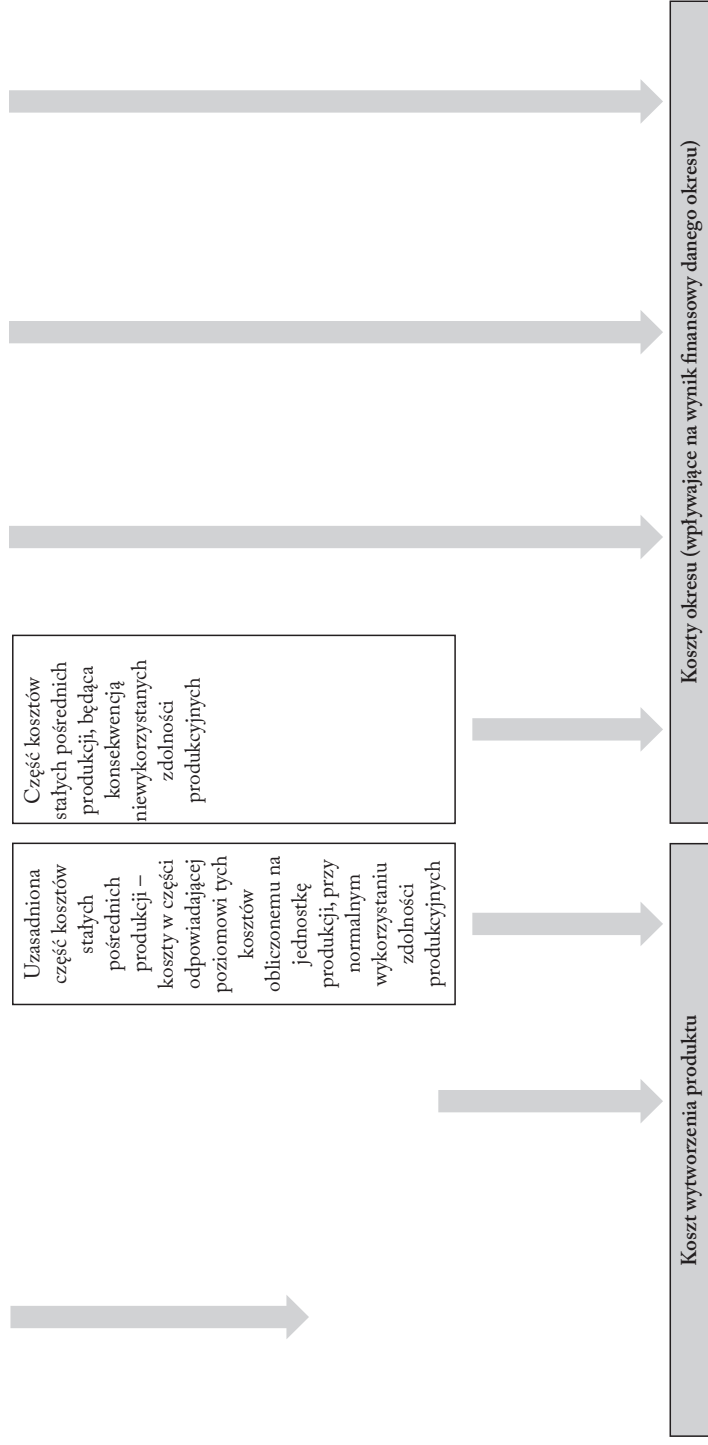 Uzasadniona
część kosztów
stałych
pośrednich
produkcji –
koszty w części
odpowiadającej
poziomowi tych
kosztów
obliczonemu na
jednostkę
produkcji, przy
normalnym
wykorzystaniu
zdolności
produkcyjnych
Część kosztów
stałych pośrednich
produkcji, będąca
konsekwencją
niewykorzystanych
zdolności
produkcyjnych
Koszt wytworzenia produktu
Koszty okresu (wpływające na wynik finansowy danego okresu)